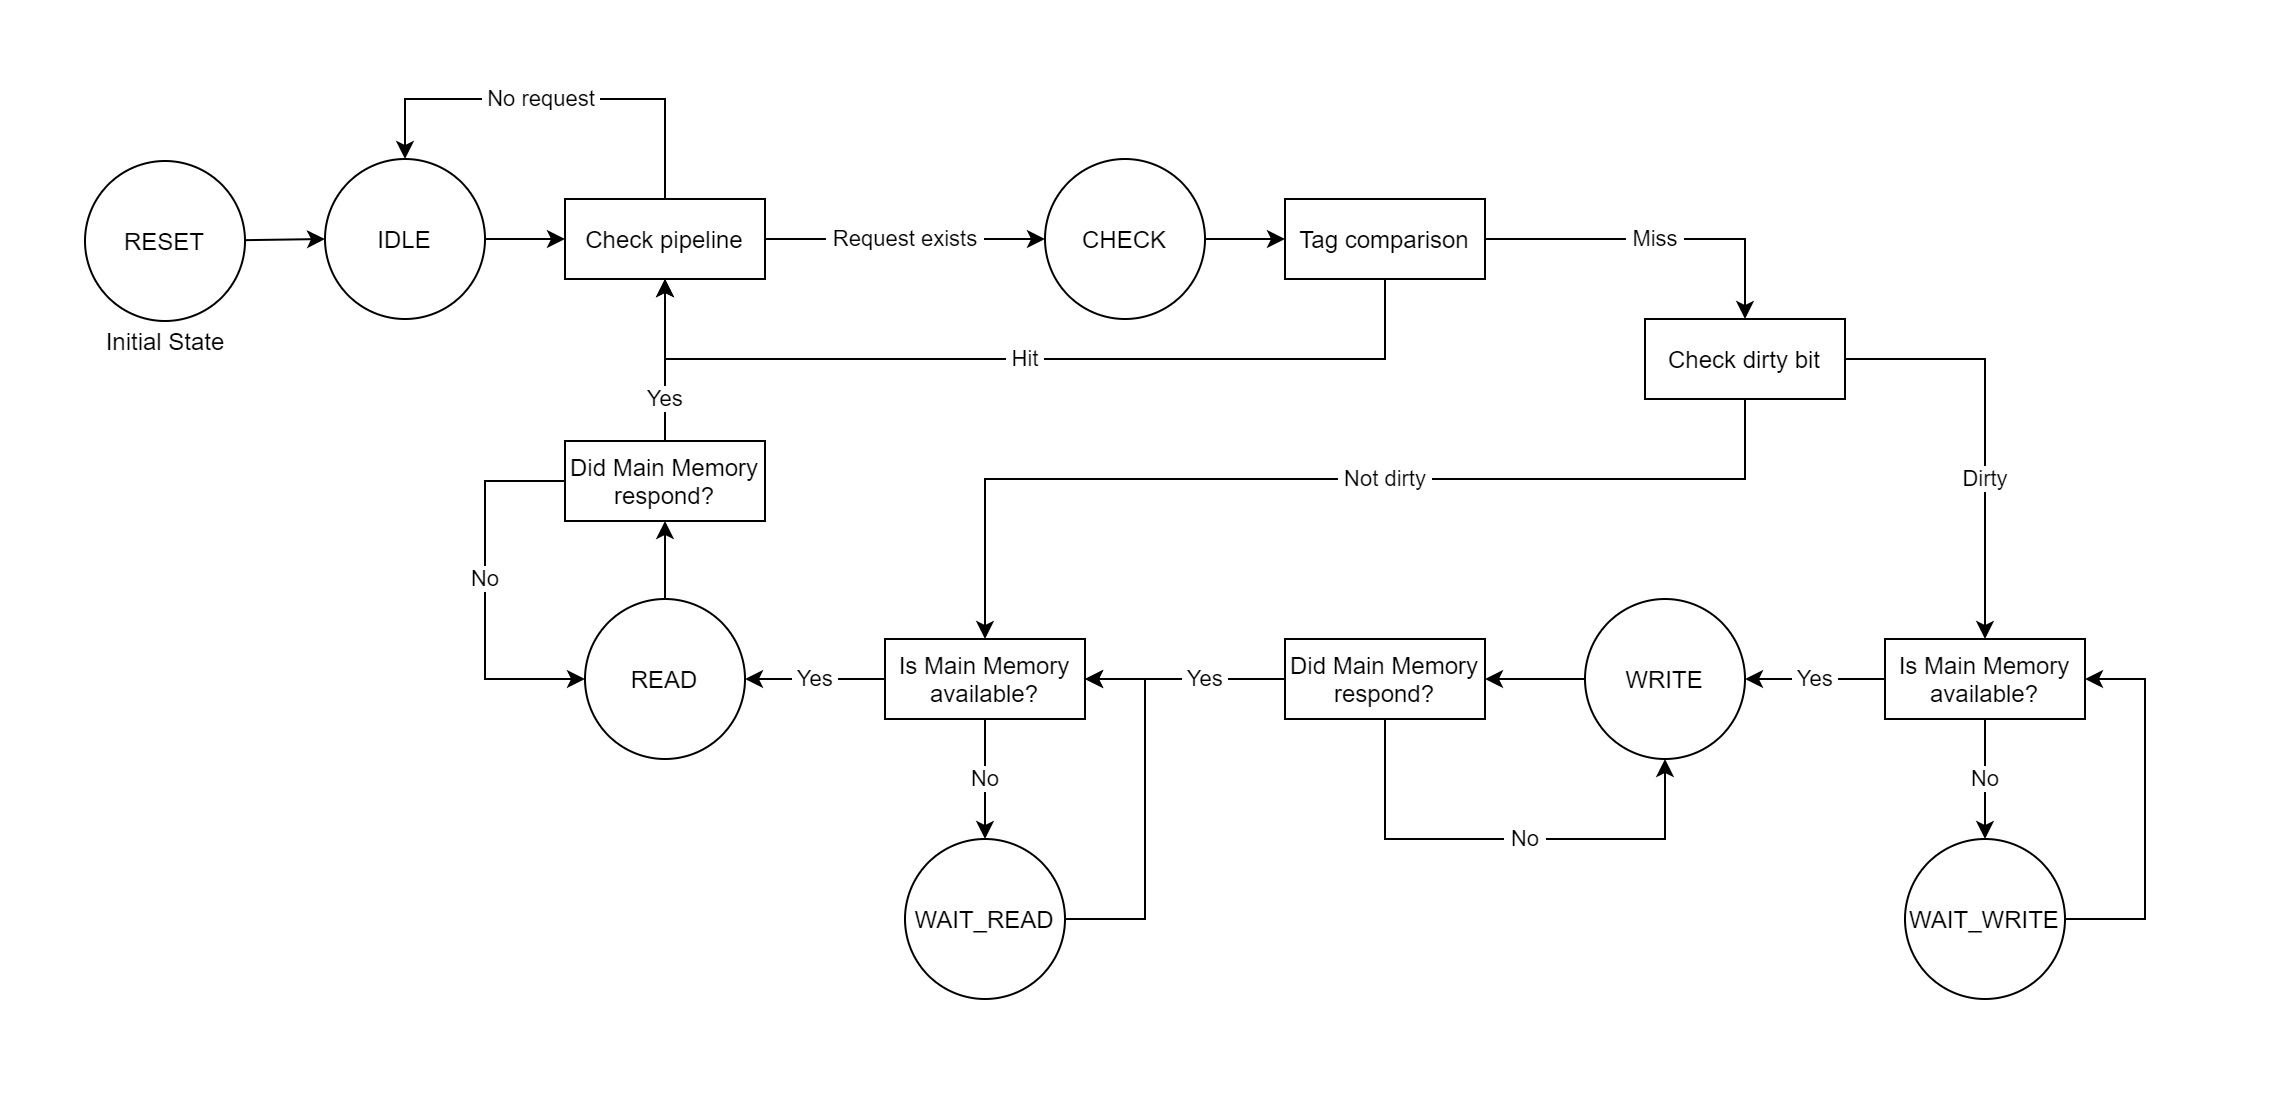 No request
RESET
IDLE
Check pipeline
Request exists
CHECK
Tag comparison
Miss
Initial State
Hit
Check dirty bit
Yes
Did Main Memory
respond?
Not dirty
Dirty
No
READ
Yes
Is Main Memory
available?
Yes
Did Main Memory
respond?
WRITE
Yes
Is Main Memory
available?
No
No
No
WAIT_READ
WAIT_WRITE